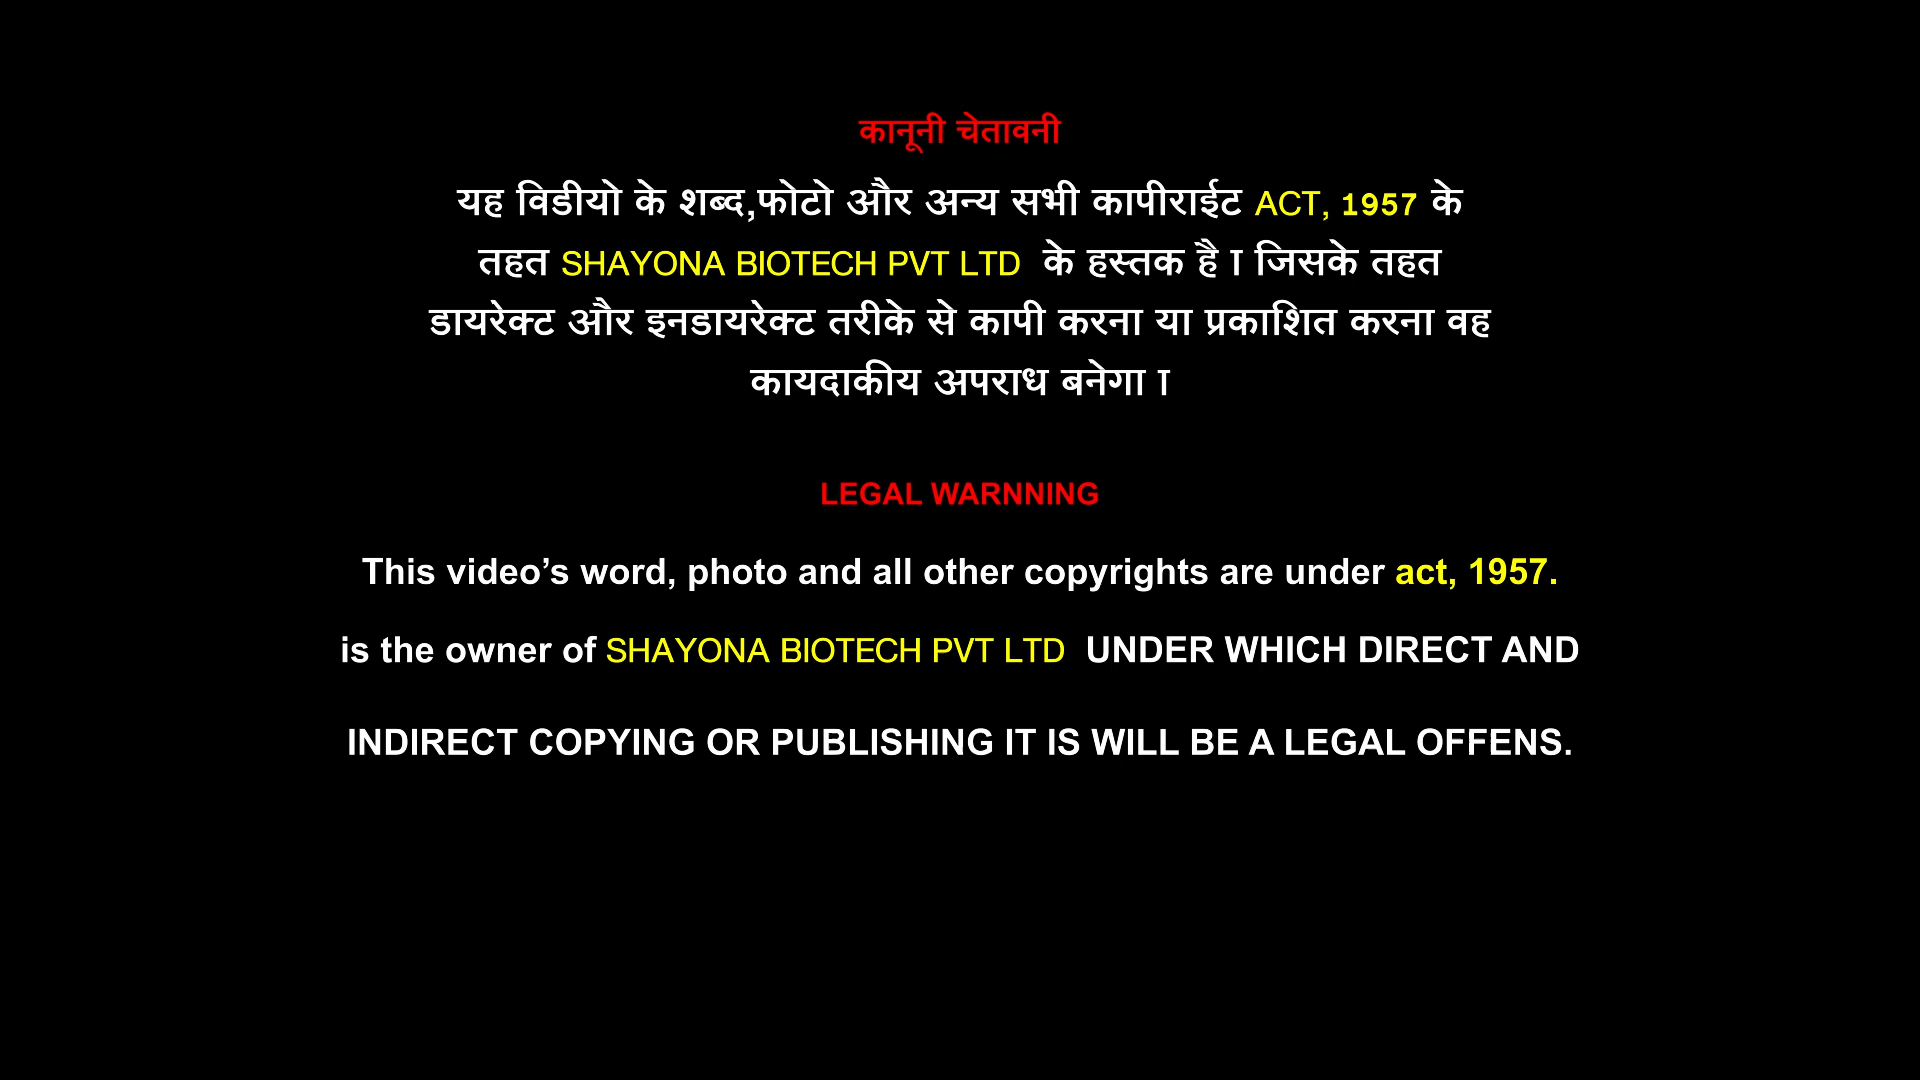 कानूनी चेतावनी
यह विडीयो के शब्द,फोटो और अन्य सभी कापीराईट ACT, 1957 के
तहत SHAYONA BIOTECH PVT LTD के हस्तक है I जिसके तहत
डायरेक्ट और इनडायरेक्ट तरीके से कापी करना या प्रकाशित करना वह
कायदाकीय अपराध बनेगा I
LEGAL WARNNING
This video’s word, photo and all other copyrights are under act, 1957.
is the owner of SHAYONA BIOTECH PVT LTD UNDER WHICH DIRECT AND
INDIRECT COPYING OR PUBLISHING IT IS WILL BE A LEGAL OFFENS.